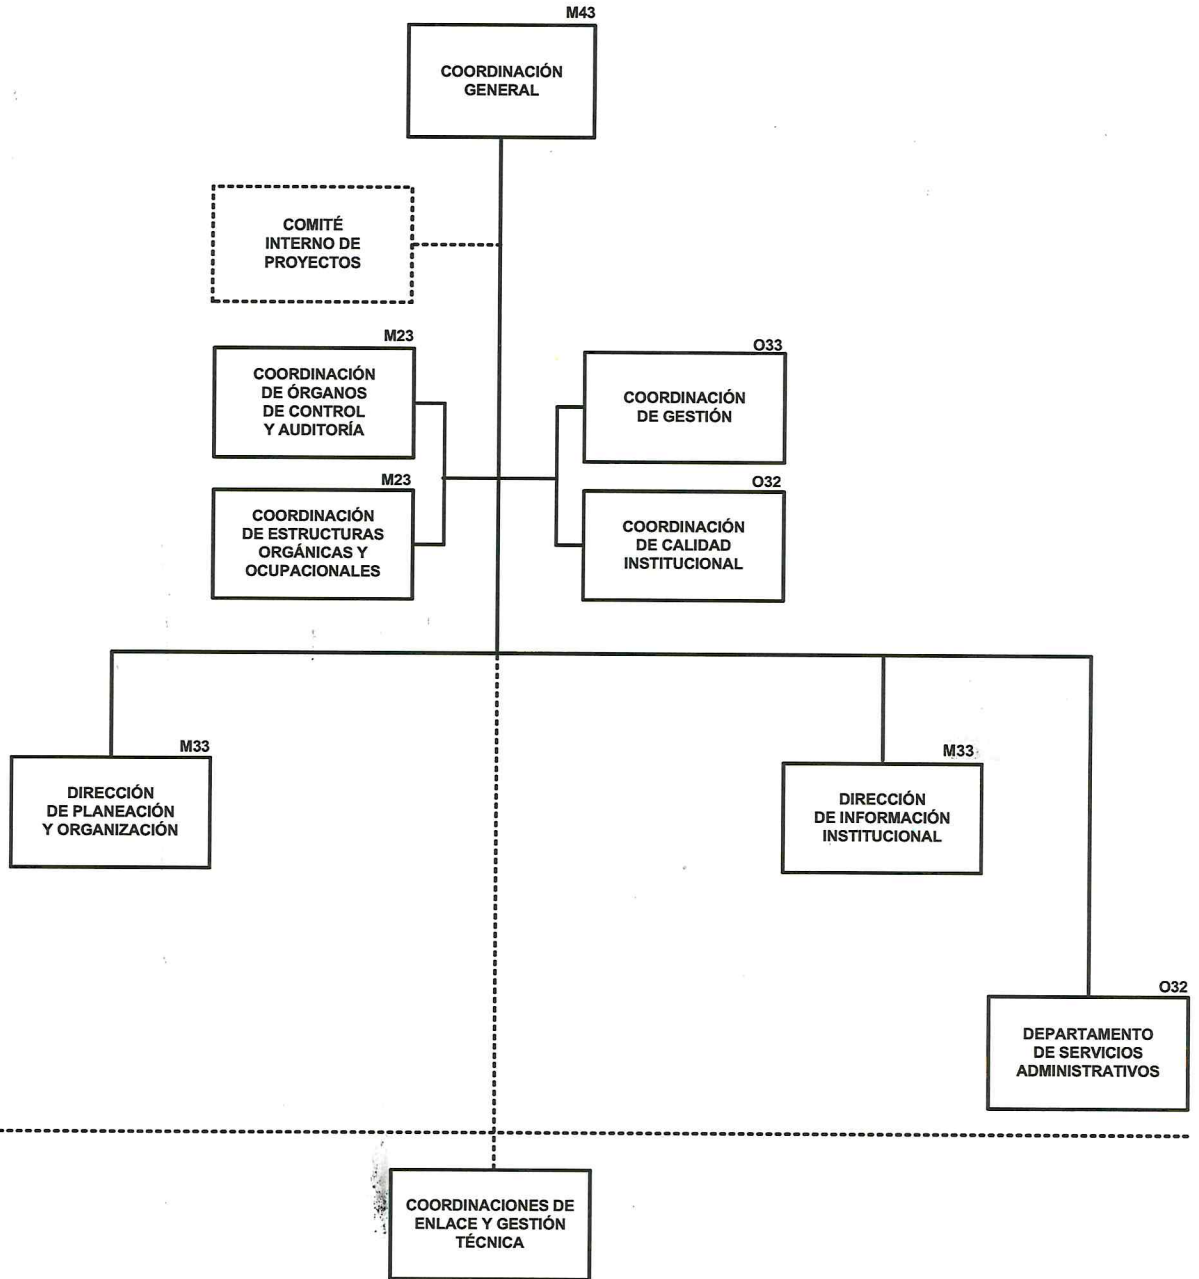 M43
COORDINACIÓN
GENERAL
COMITÉ
INTERNO DE
PROYECTOS
M23
COORDINACIÓN
DE ÓRGANOS
DE CONTROL
Y AUDITORÍA
O33
COORDINACIÓN
DE GESTIÓN
M23
COORDINACIÓN
DE ESTRUCTURAS
ORGÁNICAS Y
OCUPACIONALES
O32
COORDINACIÓN
DE CALIDAD
INSTITUCIONAL
M33
DIRECCIÓN
DE PLANEACIÓN
Y ORGANIZACIÓN
M33
DIRECCIÓN
DE INFORMACIÓN
INSTITUCIONAL
O32
DEPARTAMENTO
DE SERVICIOS
ADMINISTRATIVOS
COORDINACIONES DE
ENLACE Y GESTIÓN
TÉCNICA